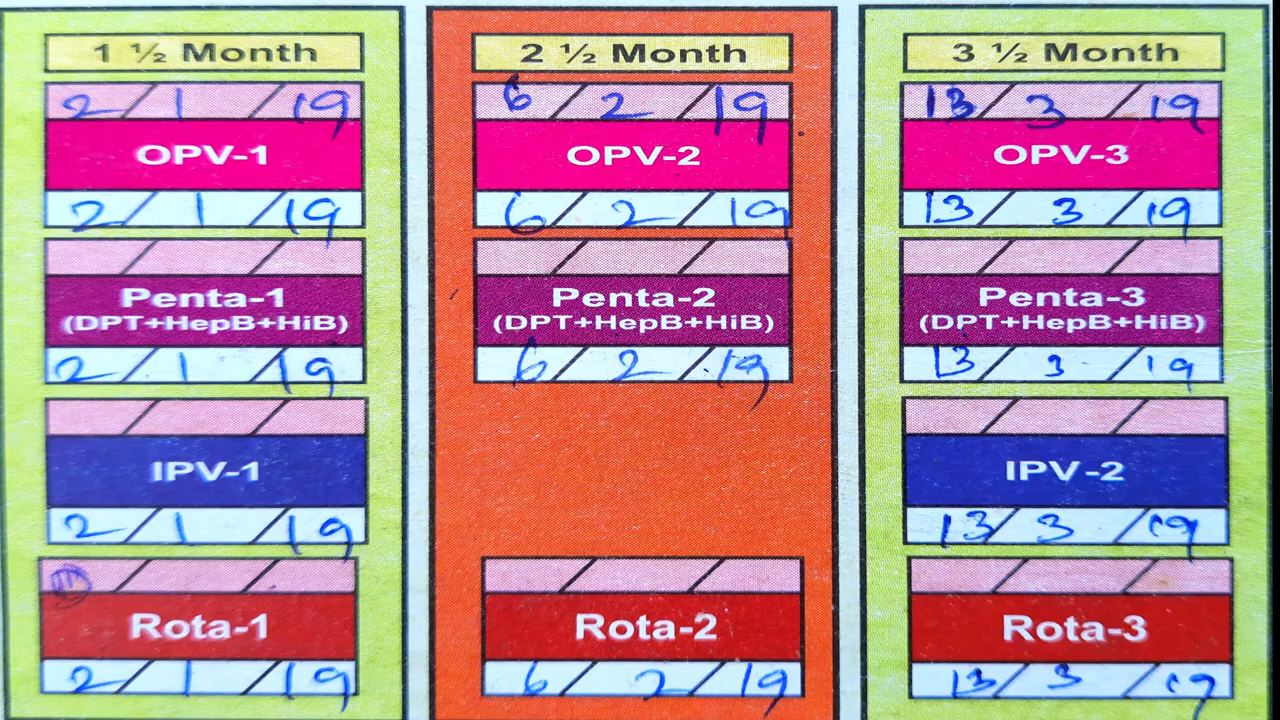 1 ½ Month
2 / 1 / 19
OPV-1
2 / 1 / 19
Penta-1
(DPT+HepB+HiB)
2 / 1 / 19
IPV-1
2 / 1 / 19
Rota-1
2 / 1 / 19
2 ½ Month
6 / 2 / 19
OPV-2
6 / 2 / 19
Penta-2
(DPT+HepB+HiB)
6 / 2 / 19
Rota-2
6 / 2 / 19
3 ½ Month
13 / 3 / 19
OPV-3
13 / 3 / 19
Penta-3
(DPT+HepB+HiB)
13 / 3 / 19
IPV-2
13 / 3 / 19
Rota-3
13 / 3 / 19